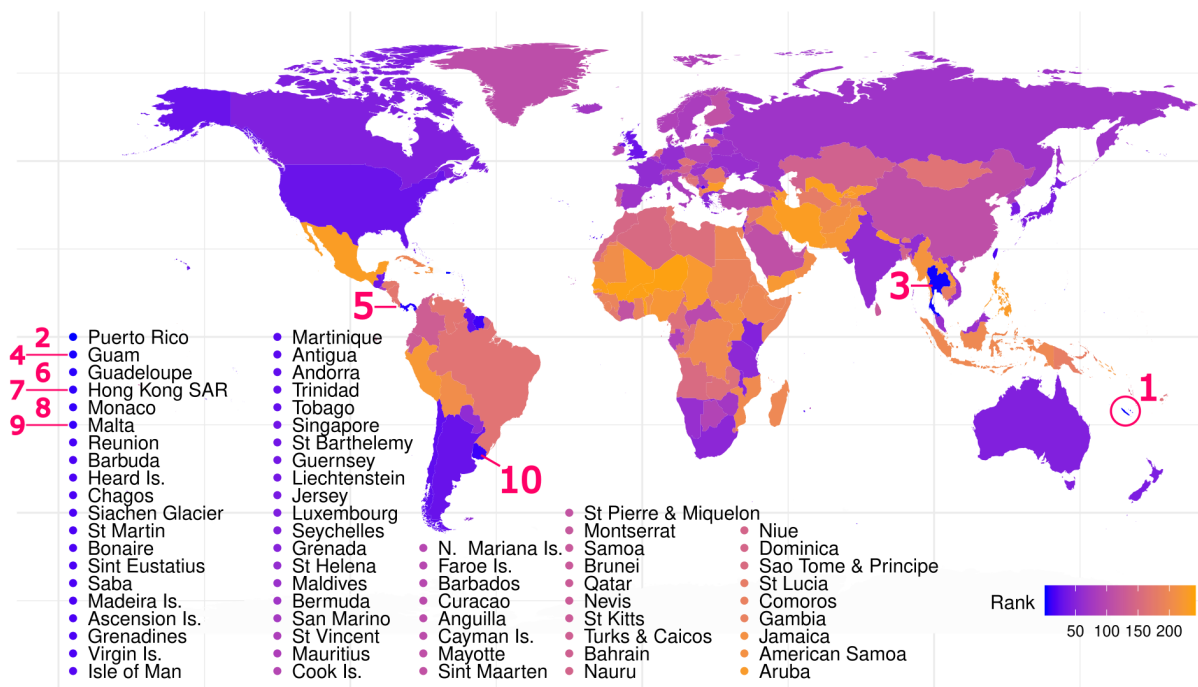 1
3
5
10
2
4
6
7
8
9
Puerto Rico
Guam
Guadeloupe
Hong Kong SAR
Monaco
Malta
Reunion
Barbuda
Heard Is.
Chagos
Siachen Glacier
St Martin
Bonaire
Sint Eustatius
Saba
Madeira Is.
Ascension Is.
Grenadines
Virgin Is.
Isle of Man
Martinique
Antigua
Andorra
Trinidad
Tobago
Singapore
St Barthelemy
Guernsey
Liechtenstein
Jersey
Luxembourg
Seychelles
Grenada
St Helena
Maldives
Bermuda
San Marino
St Vincent
Mauritius
Cook Is.
N. Mariana Is.
Faroe Is.
Barbados
Curacao
Anguilla
Cayman Is.
Mayotte
Sint Maarten
St Pierre & Miquelon
Montserrat
Samoa
Brunei
Qatar
Nevis
St Kitts
Turks & Caicos
Bahrain
Nauru
Niue
Dominica
Sao Tome & Principe
St Lucia
Comoros
Gambia
Jamaica
American Samoa
Aruba
Rank
50 100 150 200